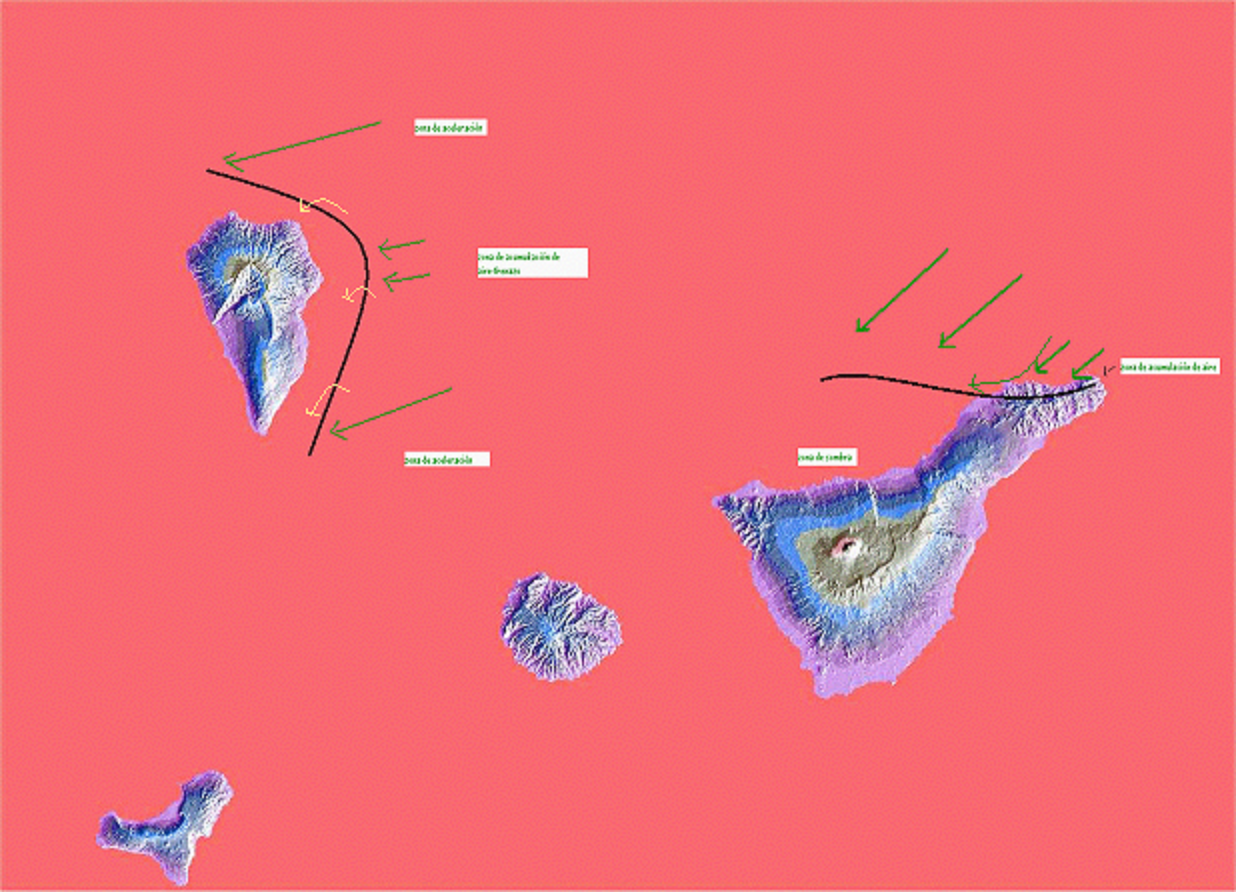 zona de aceleración
zona de acumulación de
aire frenado
zona de acumulación de aire
zona de sombra
zona de aceleración